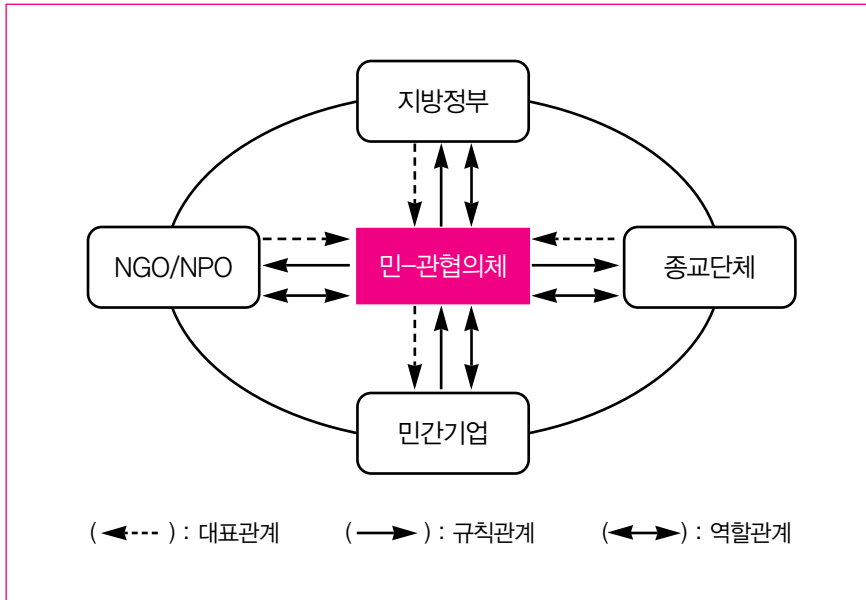 지방정부
NGO/NPO
민–관협의체
종교단체
민간기업
( ) : 대표관계 ( ) : 규칙관계 ( ) : 역할관계